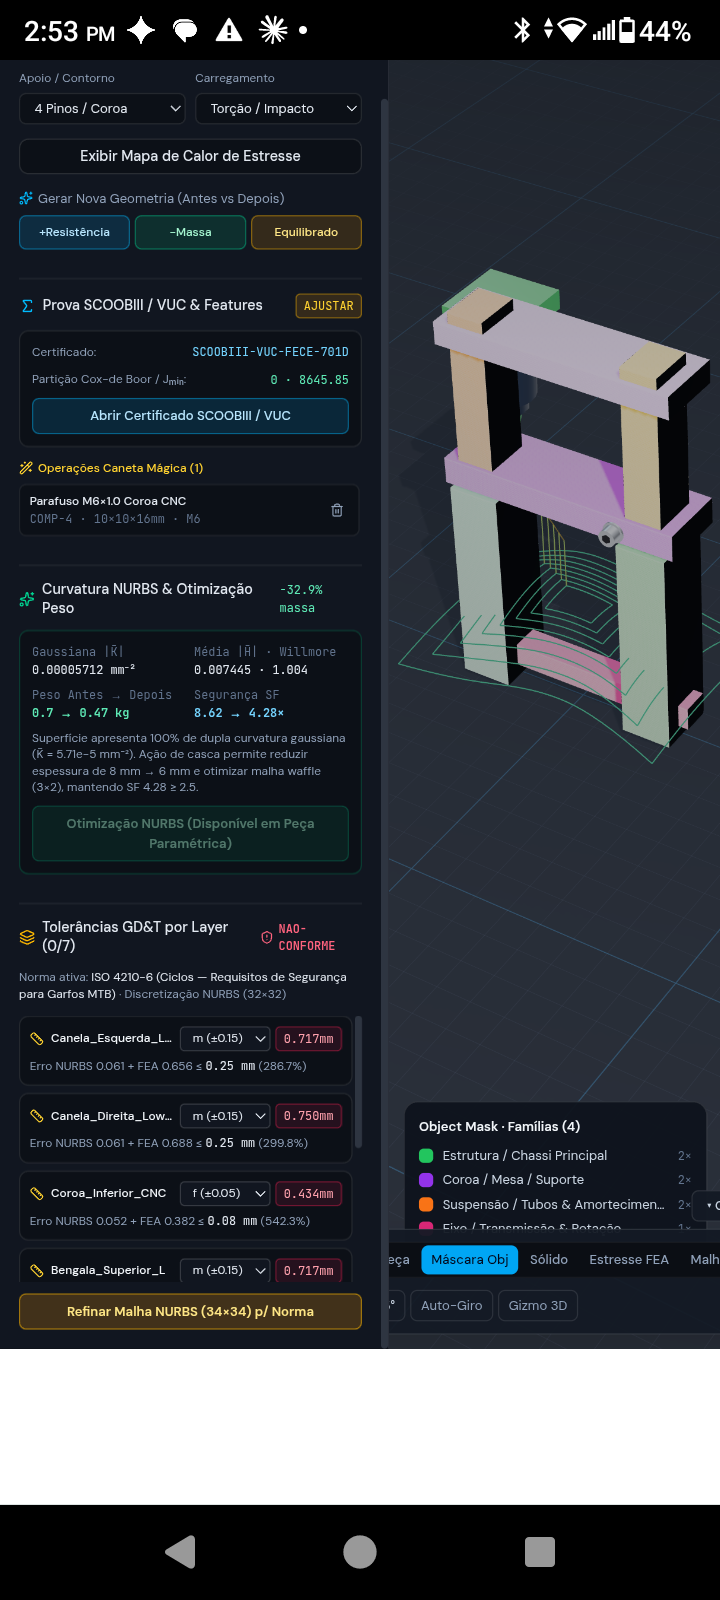 2:53 PM
44%
Apoio / Contorno
Carregamento
4 Pinos / Coroa
Torção / Impacto
Exibir Mapa de Calor de Estresse
Gerar Nova Geometria (Antes vs Depois)
+Resistência
-Massa
Equilibrado
Prova SCOOBIII / VUC & Features
AJUSTAR
Certificado:
SCOOBIII-VUC-FECE-701D
Partição Cox-de Boor / Jmin:
0 · 8645.85
Abrir Certificado SCOOBIII / VUC
Operações Caneta Mágica (1)
Parafuso M6×1.0 Coroa CNC
COMP-4 · 10×10×16mm · M6
Curvatura NURBS & Otimização
Peso
-32.9%
massa
Gaussiana |K̄|
Média |H̄| · Willmore
0.00005712 mm⁻²
0.007445 · 1.004
Peso Antes → Depois
Segurança SF
0.7 → 0.47 kg
8.62 → 4.28×
Superfície apresenta 100% de dupla curvatura gaussiana
(K̄ = 5.71e-5 mm⁻²). Ação de casca permite reduzir
espessura de 8 mm → 6 mm e otimizar malha waffle
(3×2), mantendo SF 4.28 ≥ 2.5.
Otimização NURBS (Disponível em Peça
Paramétrica)
Tolerâncias GD&T por Layer
(0/7)
NAO-
CONFORME
Norma ativa: ISO 4210-6 (Ciclos — Requisitos de Segurança
para Garfos MTB) · Discretização NURBS (32×32)
Canela_Esquerda_L...
m (±0.15)
0.717mm
Erro NURBS 0.061 + FEA 0.656 ≤ 0.25 mm (286.7%)
Canela_Direita_Low...
m (±0.15)
0.750mm
Erro NURBS 0.061 + FEA 0.688 ≤ 0.25 mm (299.8%)
Coroa_Inferior_CNC
f (±0.05)
0.434mm
Erro NURBS 0.052 + FEA 0.382 ≤ 0.08 mm (542.3%)
Bengala_Superior_L
m (±0.15)
0.717mm
Refinar Malha NURBS (34×34) p/ Norma
Object Mask · Famílias (4)
Estrutura / Chassi Principal
2×
Coroa / Mesa / Suporte
2×
Suspensão / Tubos & Amortecimen...
2×
Eixo / Transmissão & Rotação
1×
eça
Máscara Obj
Sólido
Estresse FEA
Malh
Auto-Giro
Gizmo 3D